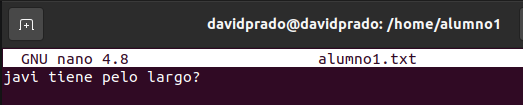 davidprado@davidprado: /home/alumno1
GNU nano 4.8 alumno1.txt
javi tiene pelo largo?